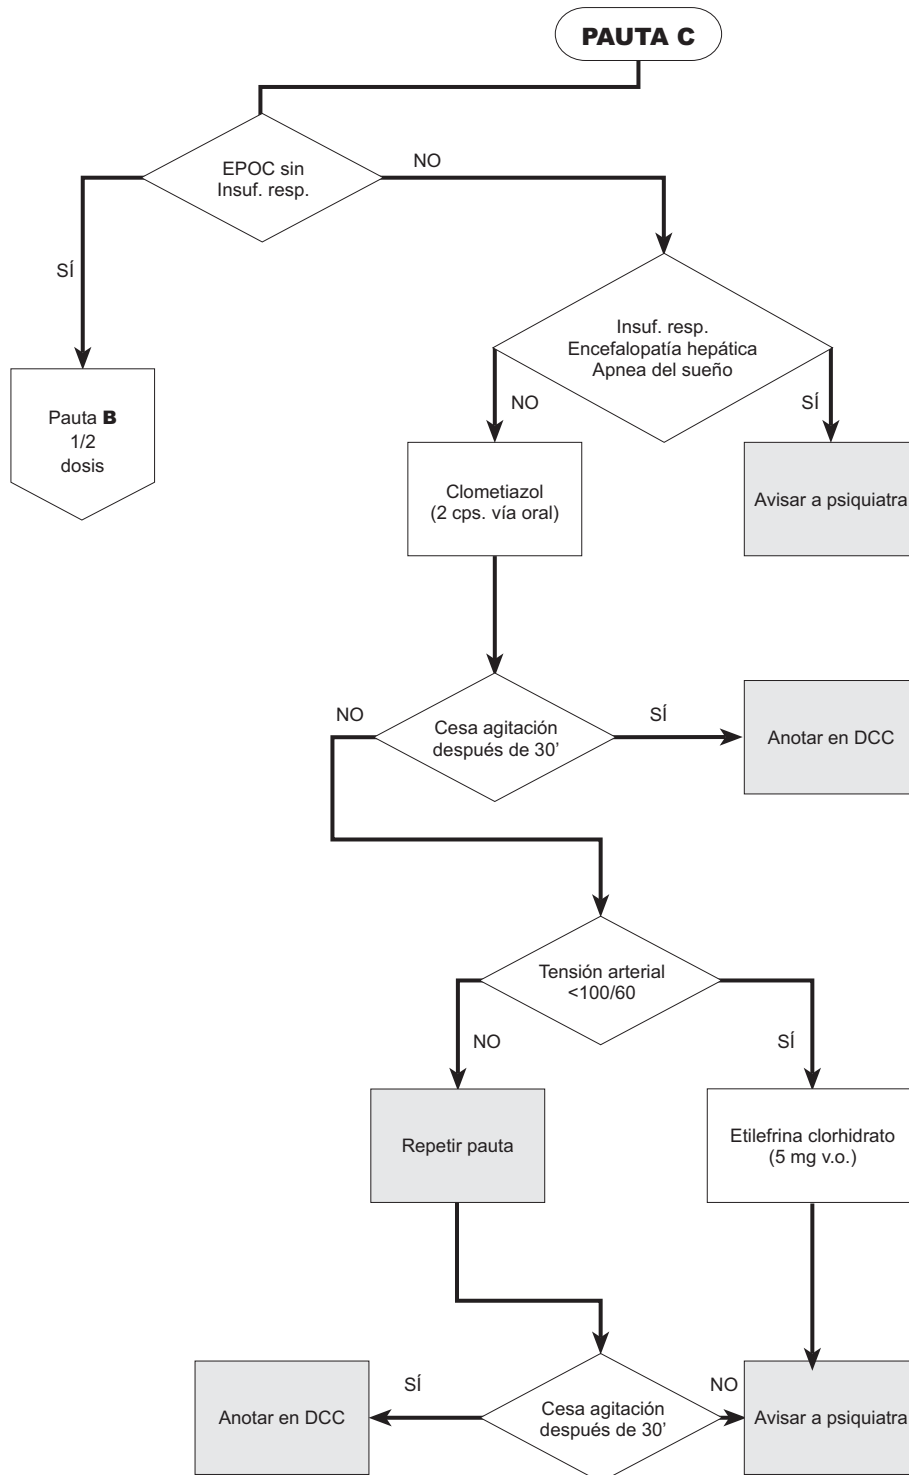 PAUTA C
EPOC sin
Insuf. resp.
NO
SÍ
Insuf. resp.
Encefalopatía hepática
Apnea del sueño
Pauta B
1/2
dosis
NO
SÍ
Clometiazol
(2 cps. vía oral)
Avisar a psiquiatra
NO
Cesa agitación
después de 30'
SÍ
Anotar en DCC
Tensión arterial
<100/60
NO
SÍ
Repetir pauta
Etilefrina clorhidrato
(5 mg v.o.)
Anotar en DCC
SÍ
Cesa agitación
después de 30'
NO
Avisar a psiquiatra